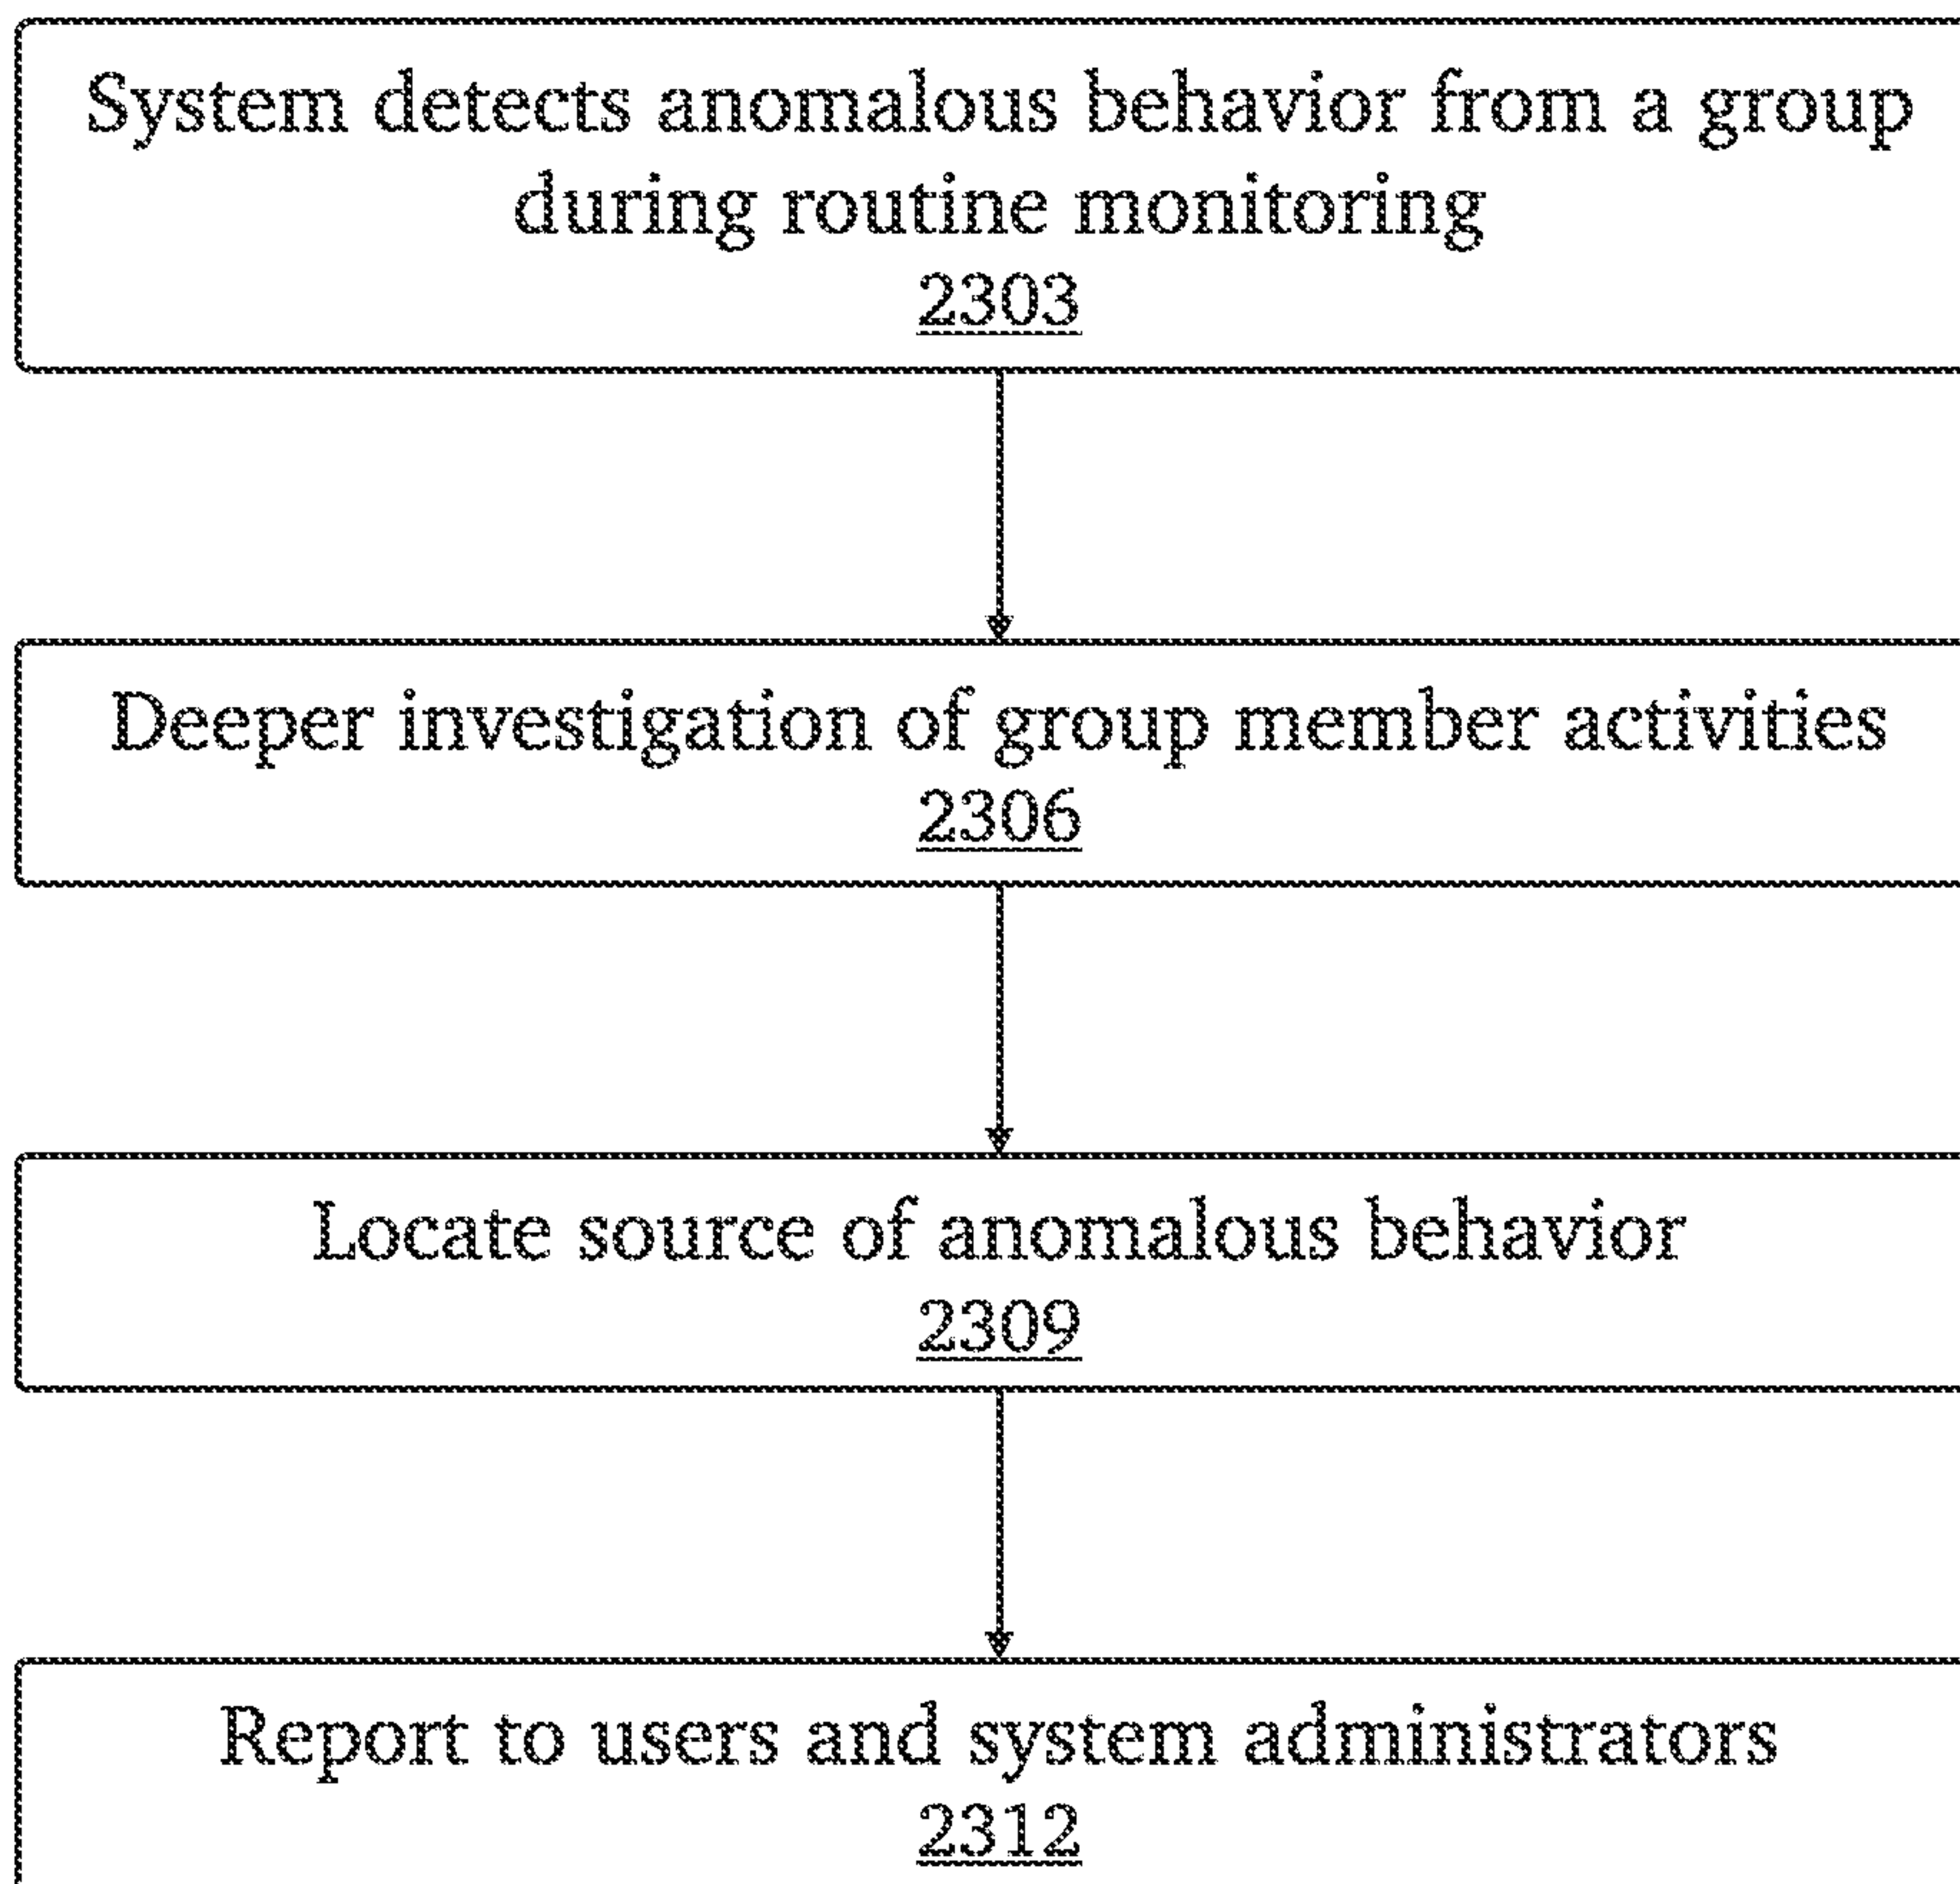 System detects anomalous behavior from a group
during routine monitoring
2303
Deeper investigation of group member activities
2306
Locate source of anomalous behavior
2309
Report to users and system administrators
2312